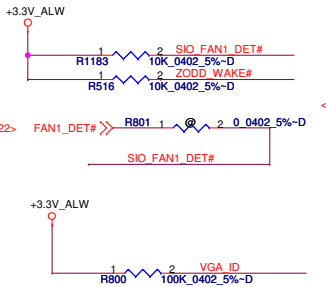 +3.3V_ALW
1 2 SIO_FAN1_DET#
R1183 10K_0402_5%~D
1 2 ZODD_WAKE#
R516 10K_0402_5%~D
22> FAN1_DET# R801 1 @ 2 0_0402_5%~D
SIO_FAN1_DET#
+3.3V_ALW
1 2 VGA_ID
R800 100K_0402_5%~D